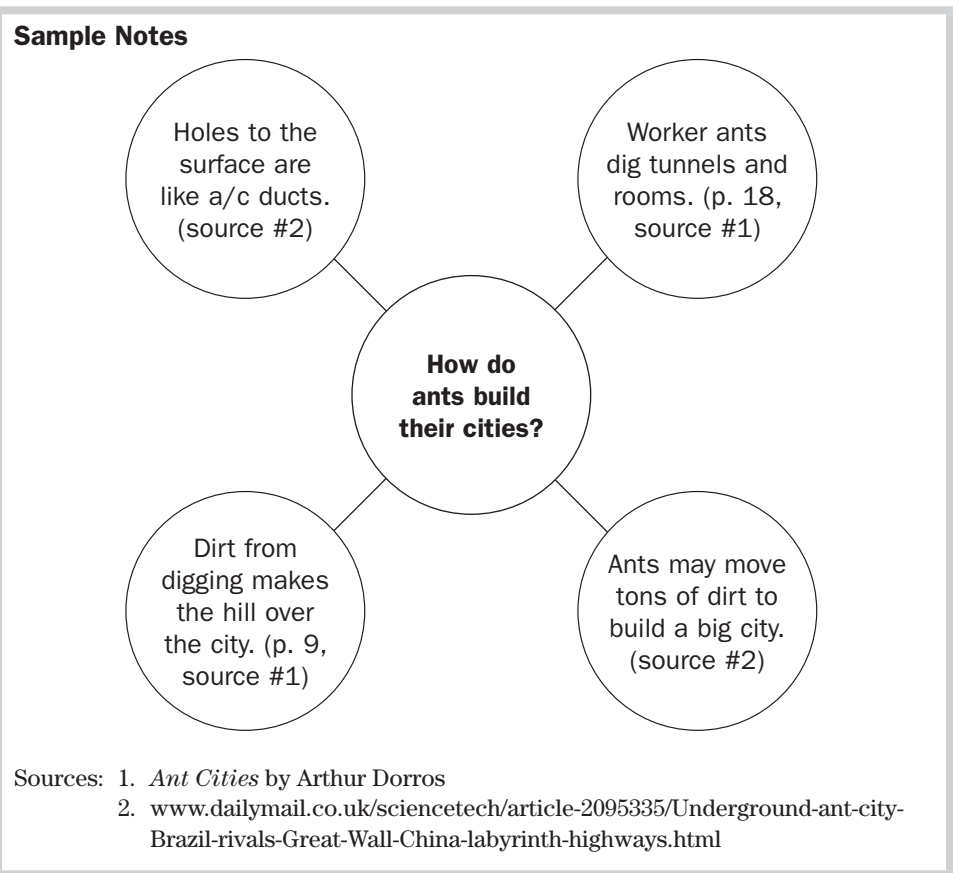 Sample Notes
Holes to the
surface are
like a/c ducts.
(source #2)
Worker ants
dig tunnels and
rooms. (p. 18,
source #1)
How do
ants build
their cities?
Dirt from
digging makes
the hill over
the city. (p. 9,
source #1)
Ants may move
tons of dirt to
build a big city.
(source #2)
Sources: 1. Ant Cities by Arthur Dorros
2. www.dailymail.co.uk/sciencetech/article-2095335/Underground-ant-city-
Brazil-rivals-Great-Wall-China-labyrinth-highways.html